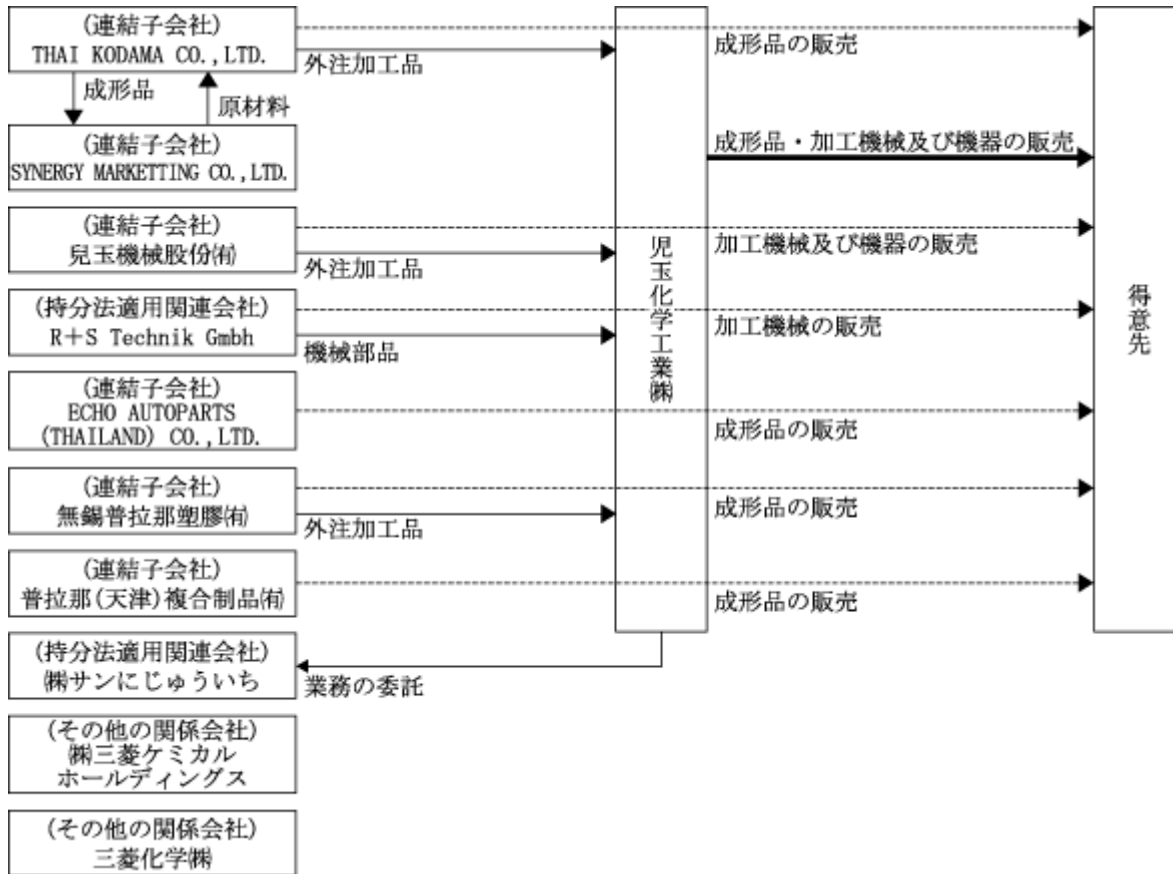 (連結子会社)
THAI KODAMA CO.,LTD.
成形品
原材料
(連結子会社)
SYNERGY MARKETTING CO.,LTD.
(連結子会社)
兒玉機械股份㈲
(持分法適用関連会社)
R+S Technik Gmbh
(連結子会社)
ECHO AUTOPARTS
(THAILAND) CO.,LTD.
(連結子会社)
無錫普拉那塑膠㈲
(連結子会社)
普拉那(天津)複合制品㈲
(持分法適用関連会社)
㈱サンにじゅういち
(その他の関係会社)
㈱三菱ケミカル
ホールディングス
(その他の関係会社)
三菱化学㈱
外注加工品
外注加工品
機械部品
外注加工品
業務の委託
児玉化学工業㈱
成形品の販売
成形品・加工機械及び機器の販売
加工機械及び機器の販売
加工機械の販売
成形品の販売
成形品の販売
成形品の販売
得意先